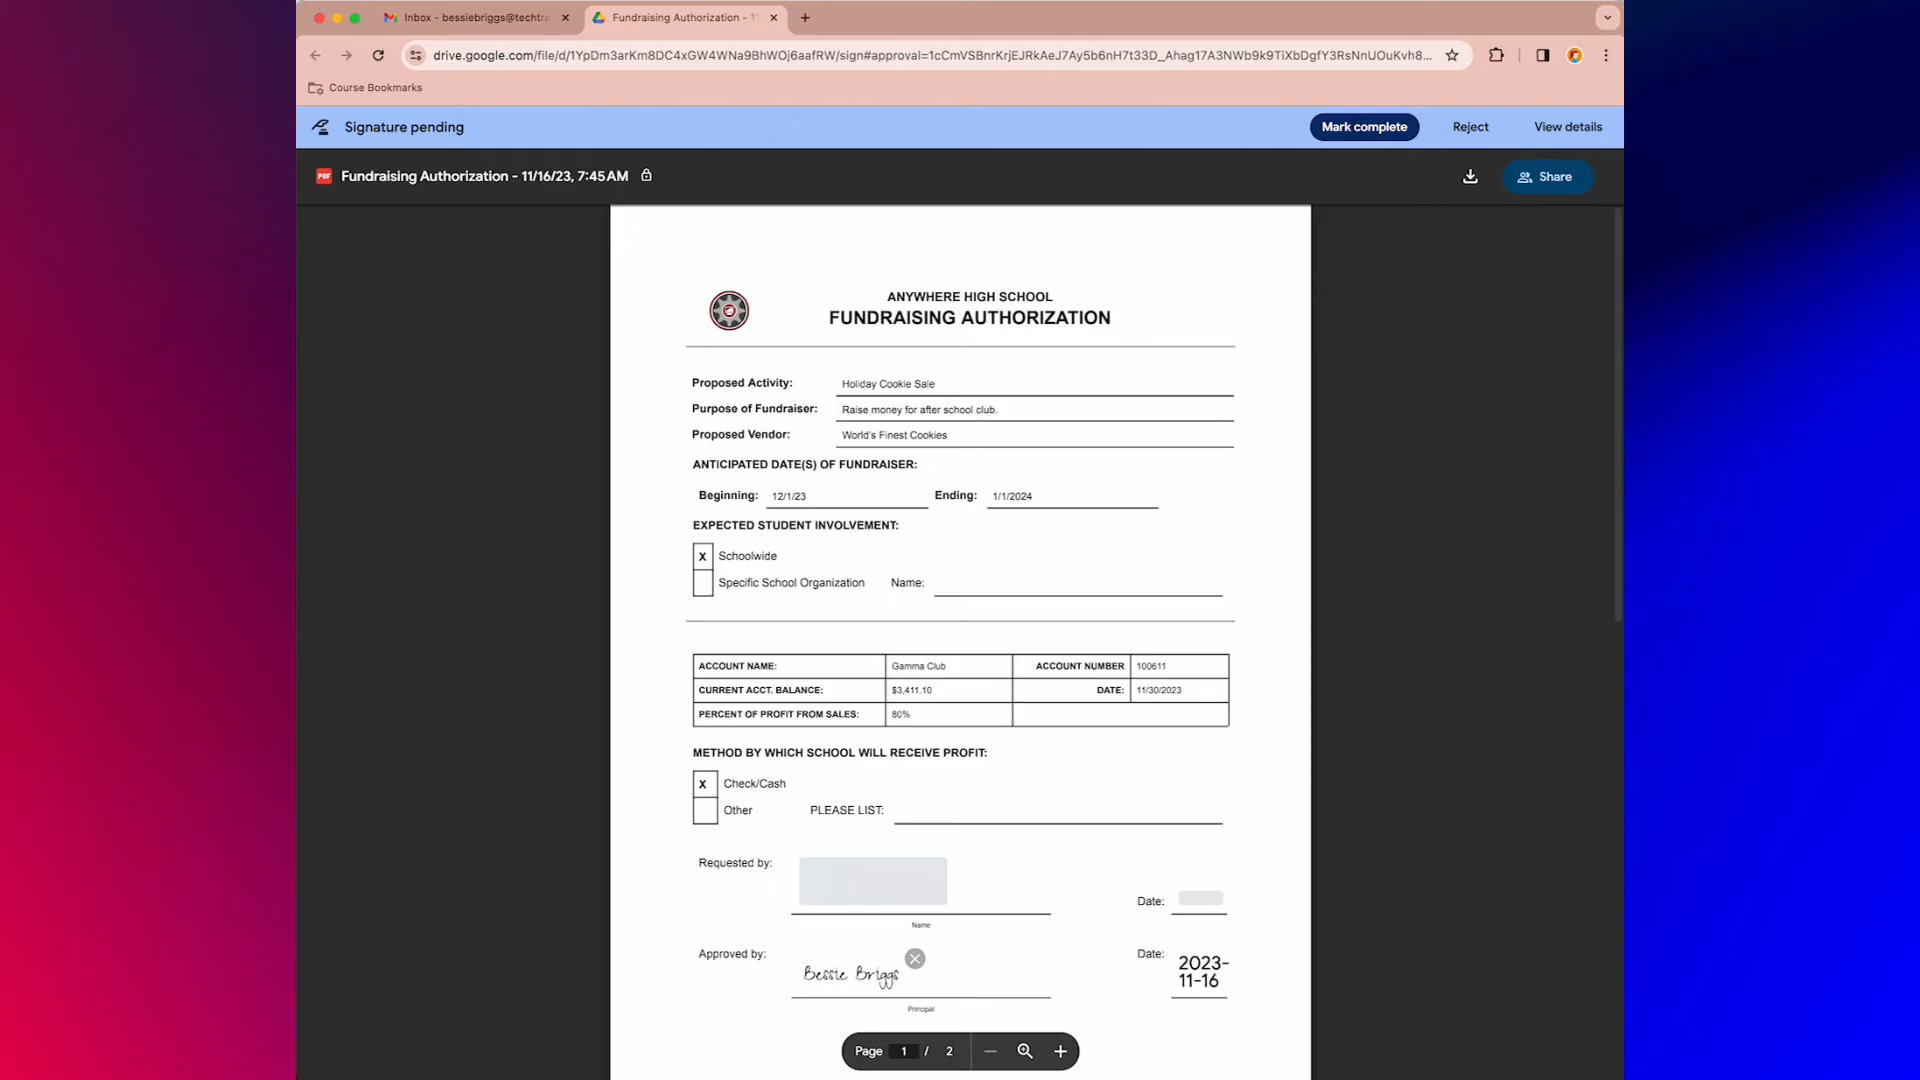 Inbox - bessiebriggs@techtra
Fundraising Authorization - 1
drive.google.com/file/d/1YpDm3arKm8DC4xGW4WNa9BhWOj6aafRW/sign#approval=1cCmVSBnrKrjEJRkAeJ7Ay5b6nH7t33D_Ahag17A3NWb9k9TiXbDgfY3RsNnUOuKvh8...
Course Bookmarks
Signature pending
Mark complete
Reject
View details
PDF
Fundraising Authorization - 11/16/23, 7:45 AM
Share
ANYWHERE HIGH SCHOOL
FUNDRAISING AUTHORIZATION
Proposed Activity: Holiday Cookie Sale
Purpose of Fundraiser: Raise money for after school club.
Proposed Vendor: World's Finest Cookies
ANTICIPATED DATE(S) OF FUNDRAISER:
Beginning: 12/1/23 Ending: 1/1/2024
EXPECTED STUDENT INVOLVEMENT:
X Schoolwide
Specific School Organization Name:
ACCOUNT NAME: Gamma Club ACCOUNT NUMBER 100611
CURRENT ACCT. BALANCE: $3,411.10 DATE: 11/30/2023
PERCENT OF PROFIT FROM SALES: 80%
METHOD BY WHICH SCHOOL WILL RECEIVE PROFIT:
X Check/Cash
Other PLEASE LIST:
Requested by:
Date:
Name
Approved by: Bessie Briggs Date: 2023-
11-16
Principal
Page 1 / 2